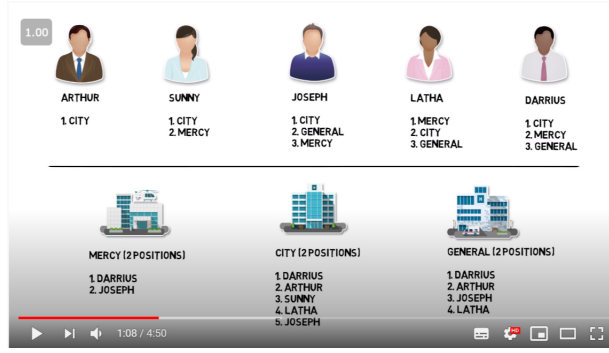 1.00
ARTHUR
1. CITY
SUNNY
1. CITY
2. MERCY
JOSEPH
1. CITY
2. GENERAL
3. MERCY
LATHA
1. MERCY
2. CITY
3. GENERAL
DARRIUS
1. CITY
2. MERCY
3. GENERAL
MERCY (2 POSITIONS)
1. DARRIUS
2. JOSEPH
CITY (2 POSITIONS)
1. DARRIUS
2. ARTHUR
3. SUNNY
4. LATHA
5. JOSEPH
GENERAL (2 POSITIONS)
1. DARRIUS
2. ARTHUR
3. JOSEPH
4. LATHA
1:08 / 4:50
HD